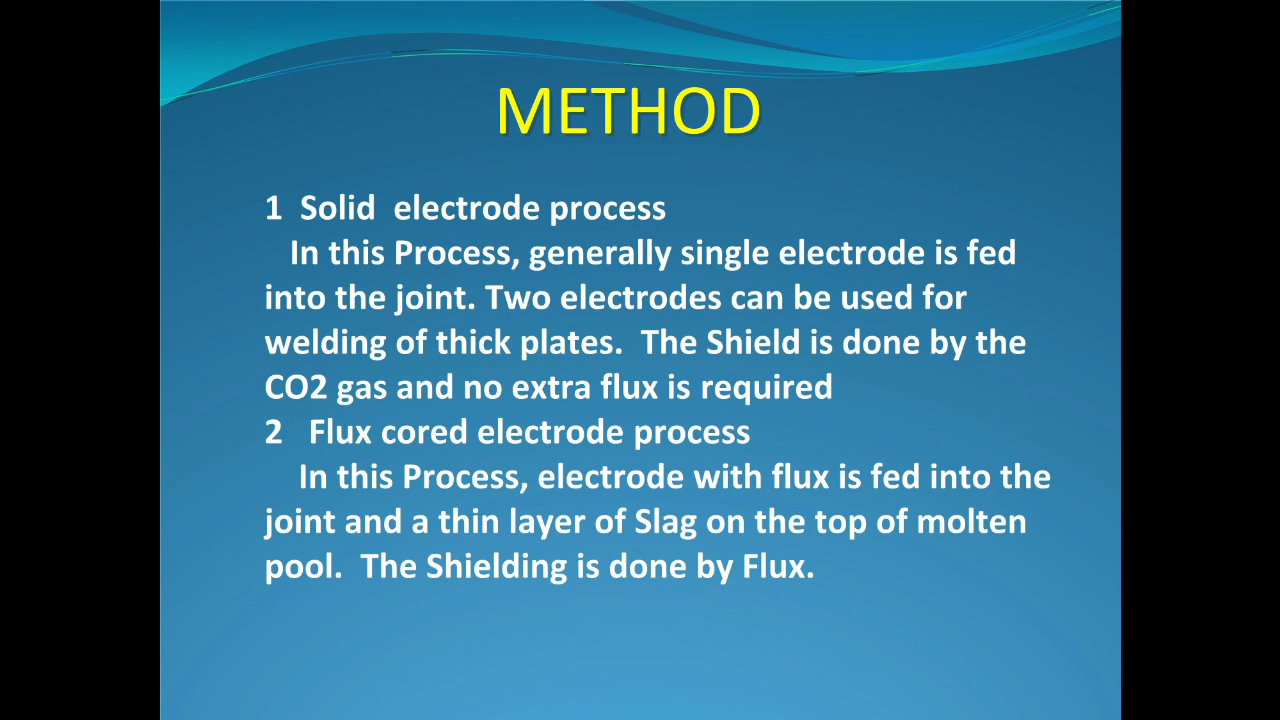 METHOD
1  Solid  electrode process
In this Process, generally single electrode is fed
into the joint. Two electrodes can be used for
welding of thick plates.  The Shield is done by the
CO2 gas and no extra flux is required
2   Flux cored electrode process
In this Process, electrode with flux is fed into the
joint and a thin layer of Slag on the top of molten
pool.  The Shielding is done by Flux.